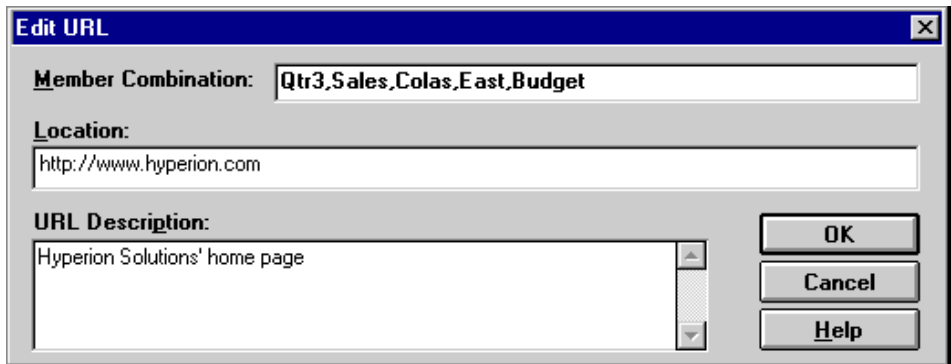 Edit URL
Member Combination: Qtr3,Sales,Colas,East,Budget
Location:
http://www.hyperion.com
URL Description:
Hyperion Solutions' home page
OK
Cancel
Help